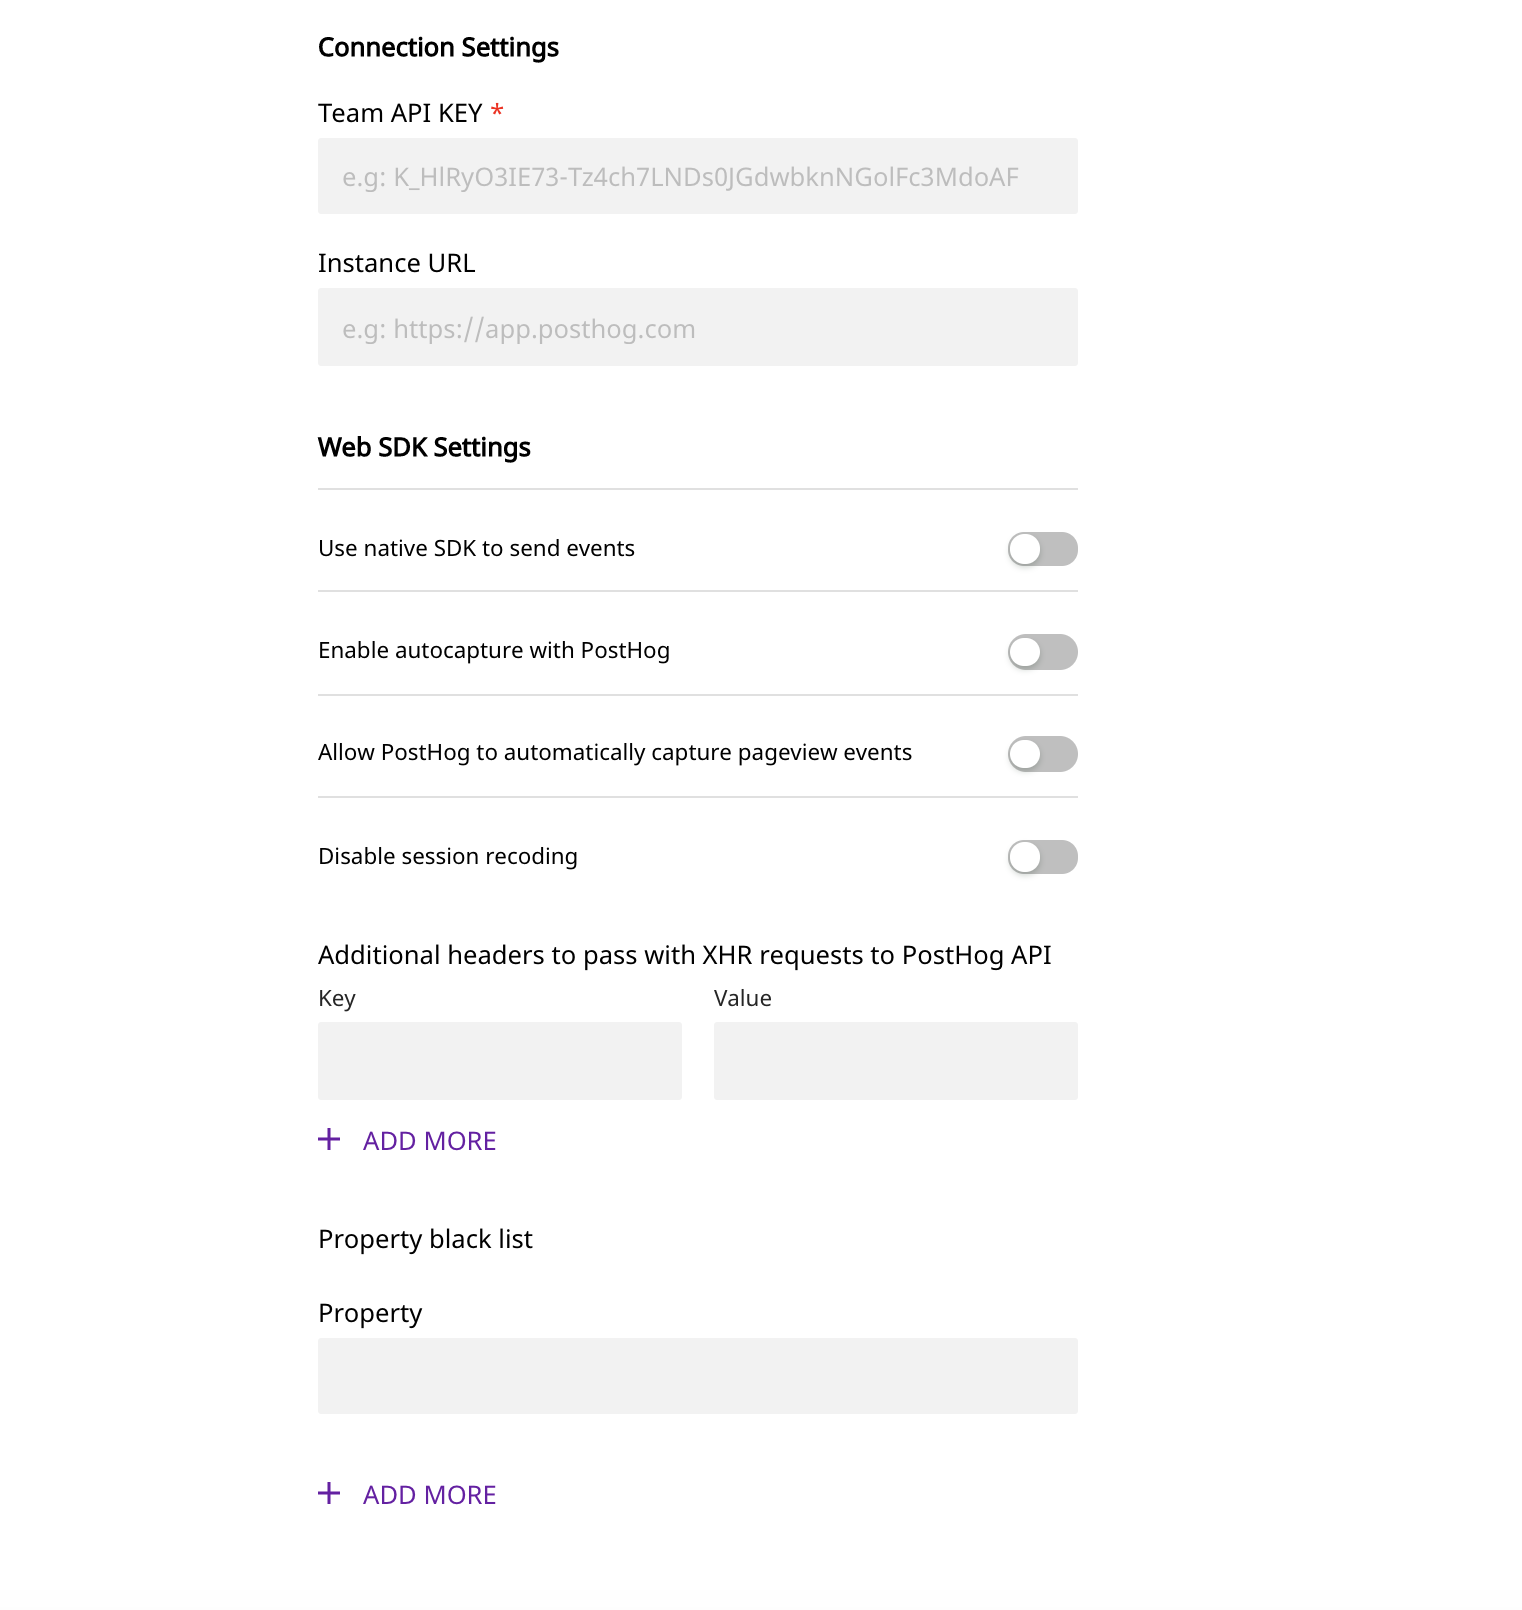 Connection Settings
Team API KEY *
e.g: K_HlRyO3IE73-Tz4ch7LNDs0JGdwbknNGolFc3MdoAF
Instance URL
e.g: https://app.posthog.com
Web SDK Settings
Use native SDK to send events
Enable autocapture with PostHog
Allow PostHog to automatically capture pageview events
Disable session recoding
Additional headers to pass with XHR requests to PostHog API
Key Value
+ ADD MORE
Property black list
Property
+ ADD MORE